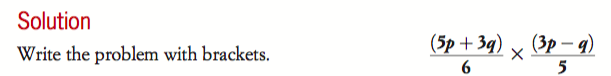 Solution
Write the problem with brackets.
(5p + 3q)/6 × (3p – q)/5